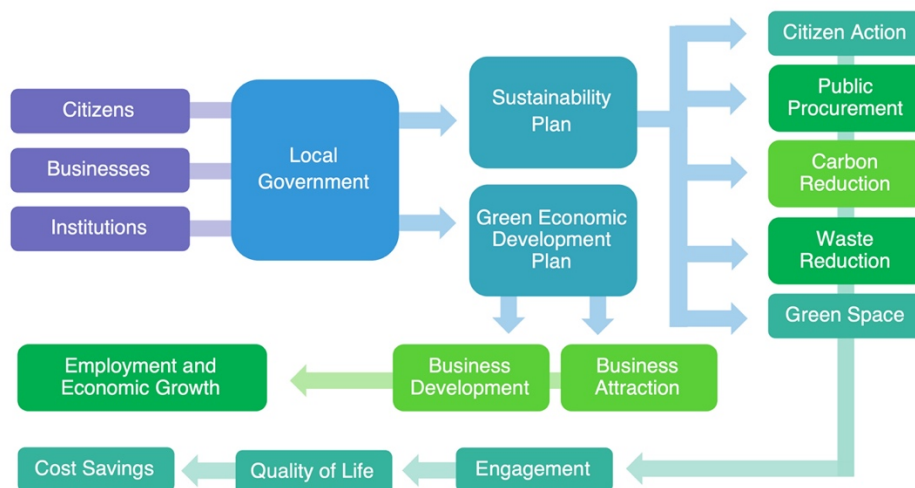 Citizens
Businesses
Institutions
Local
Government
Sustainability
Plan
Green Economic
Development
Plan
Citizen Action
Public
Procurement
Carbon
Reduction
Waste
Reduction
Green Space
Employment and
Economic Growth
Business
Development
Business
Attraction
Cost Savings
Quality of Life
Engagement